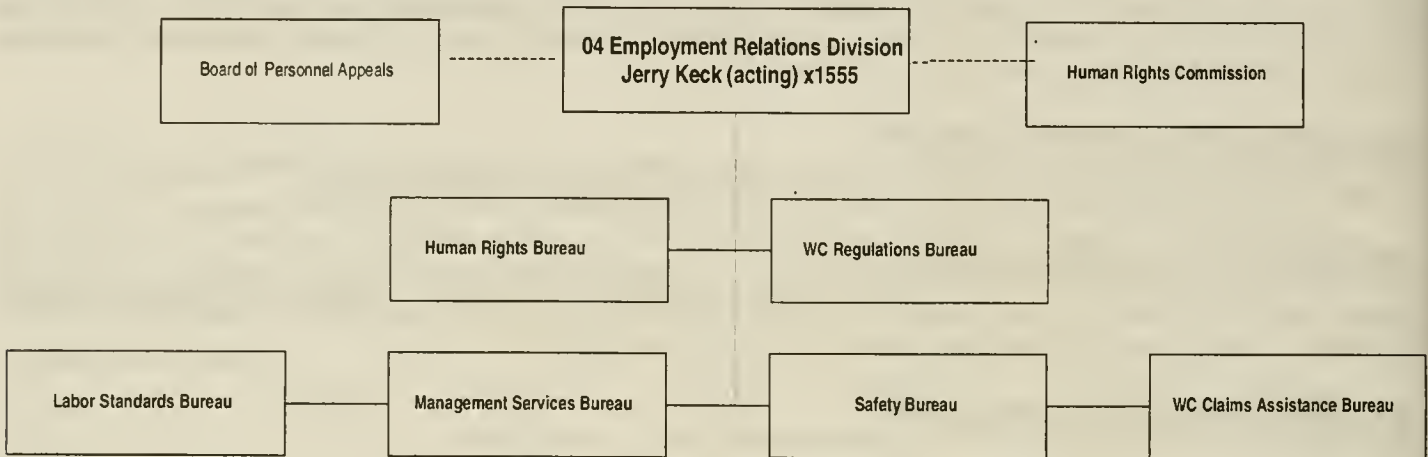 Board of Personnel Appeals
04 Employment Relations Division
Jerry Keck (acting) x1555
Human Rights Commission
Human Rights Bureau
WC Regulations Bureau
Labor Standards Bureau
Management Services Bureau
Safety Bureau
WC Claims Assistance Bureau